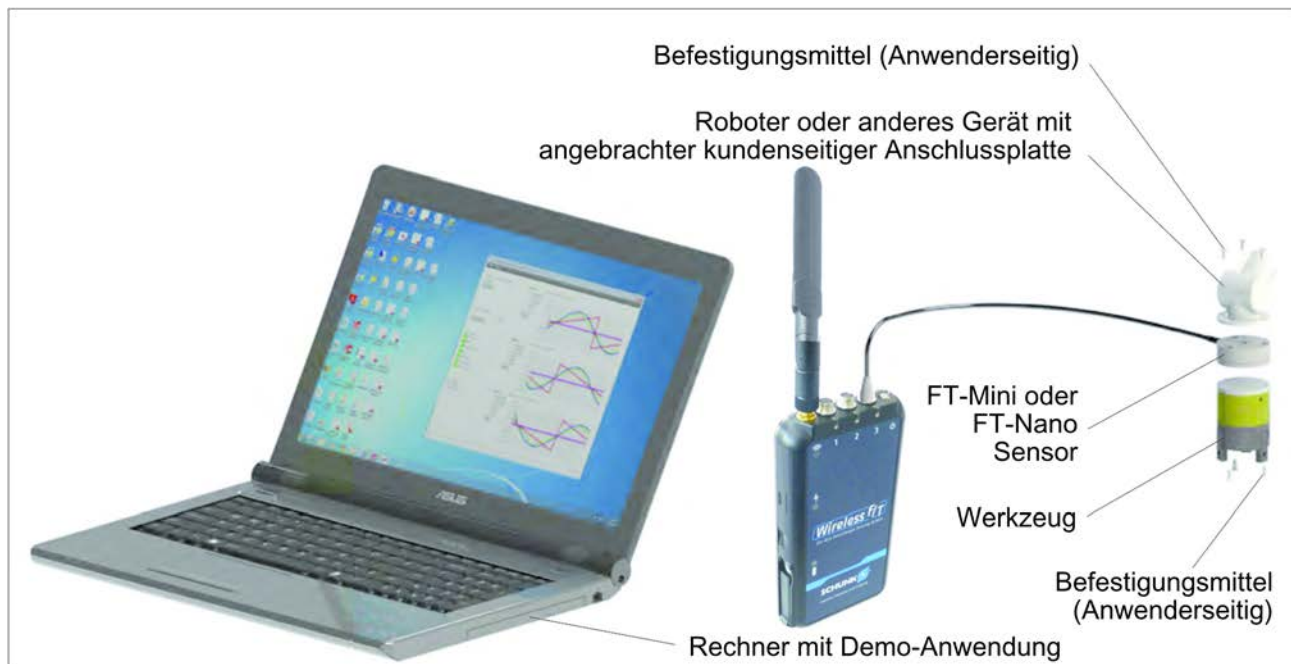 Befestigungsmittel (Anwenderseitig)
Roboter oder anderes Gerät mit
angebrachter kundenseitiger Anschlussplatte
FT-Mini oder
FT-Nano
Sensor
Werkzeug
Befestigungsmittel
(Anwenderseitig)
Rechner mit Demo-Anwendung
ASUS
1 2 3
Wireless F/T
SCHUNK